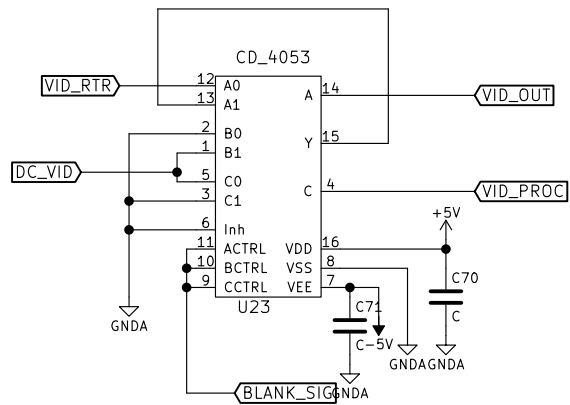 CD_4053
VID_RTR
12 A0
13 A1
2 B0
1 B1
DC_VID
5 C0
3 C1
6 Inh
11 ACTRL
10 BCTRL
9 CCTRL
A 14
VID_OUT
Y 15
C 4
VID_PROC
+5V
VDD 16
VSS 8
VEE 7
U23
C70
C
C71
C
-5V
GNDA
GNDA
GNDA
GNDA
BLANK_SIG